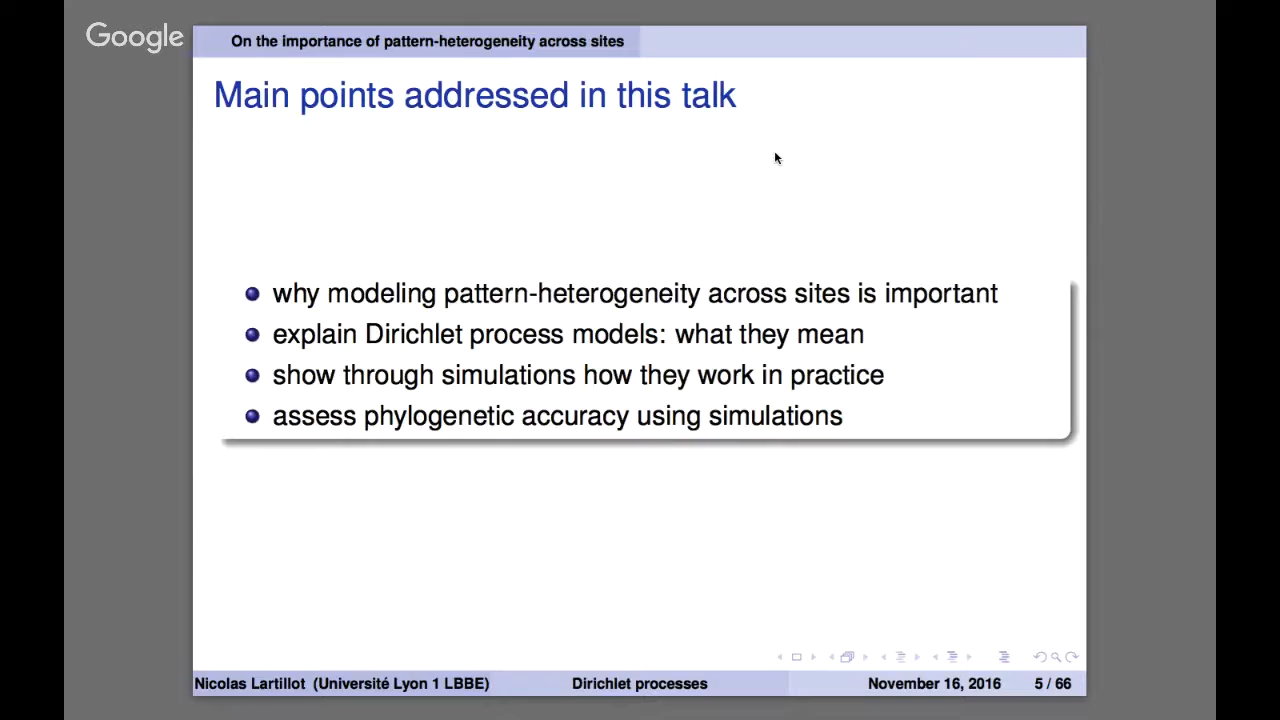 Google
On the importance of pattern-heterogeneity across sites
Main points addressed in this talk
why modeling pattern-heterogeneity across sites is important
explain Dirichlet process models: what they mean
show through simulations how they work in practice
assess phylogenetic accuracy using simulations
Nicolas Lartillot (Université Lyon 1 LBBE) Dirichlet processes November 16, 2016 5 / 66